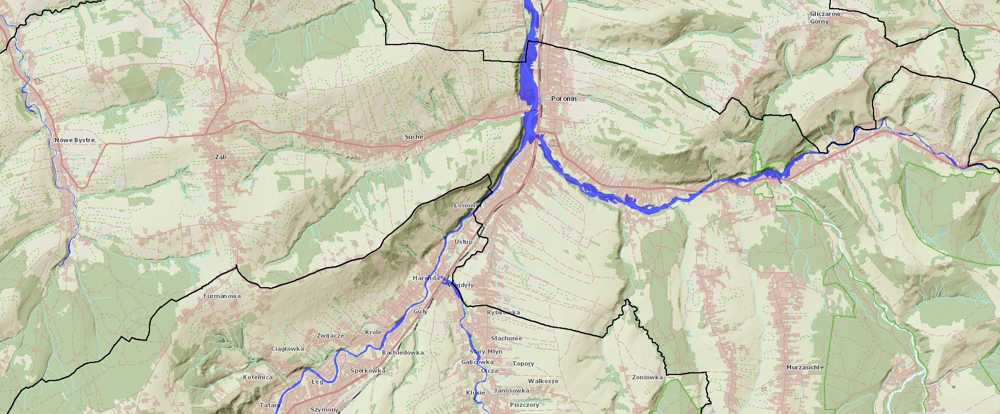 Gliczarów
Górny
Poronin
Suche
Nowe Bystre
Ząb
Łosiówki
Ustup
Harenda
Wojdyły
Furmanowa
Guty
Rybkówka
Króle
Zwijacze
Stachonie
Ciągłówka
Bachledówka
Stary Młyn
Galicówka
Topory
Murzasichle
Sperkówka
Olcza
Kotelnica
Łęg
Walkosze
Zoniówka
Klusie
Janosówka
Tatary
Piszczory
Szymony